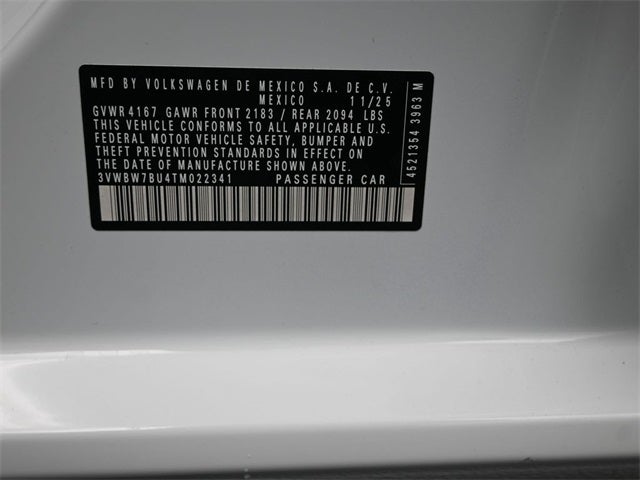 MFD BY VOLKSWAGEN DE MEXICO S.A. DE C.V.
MEXICO 11/25
GVWR 4167 GAWR FRONT 2183 / REAR 2094 LBS
THIS VEHICLE CONFORMS TO ALL APPLICABLE U.S.
FEDERAL MOTOR VEHICLE SAFETY, BUMPER AND
THEFT PREVENTION STANDARDS IN EFFECT ON
THE DATE OF MANUFACTURE SHOWN ABOVE.
3VWBW7BU4TM022341 PASSENGER CAR
4521354 3963 M